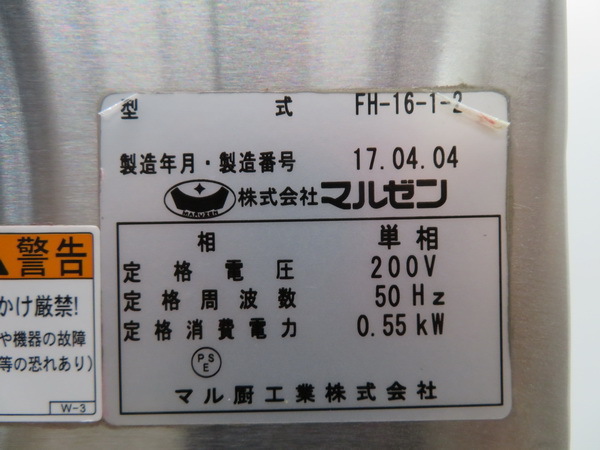 型 式 FH-16-1-2
製造年月・製造番号 17.04.04
MARUZEN 株式会社 マルゼン
相 単相
定格電圧 200V
定格周波数 50Hz
定格消費電力 0.55kW
PSE
マル厨工業株式会社
警告
かけ厳禁!
や機器の故障
等の恐れあり)
W-3